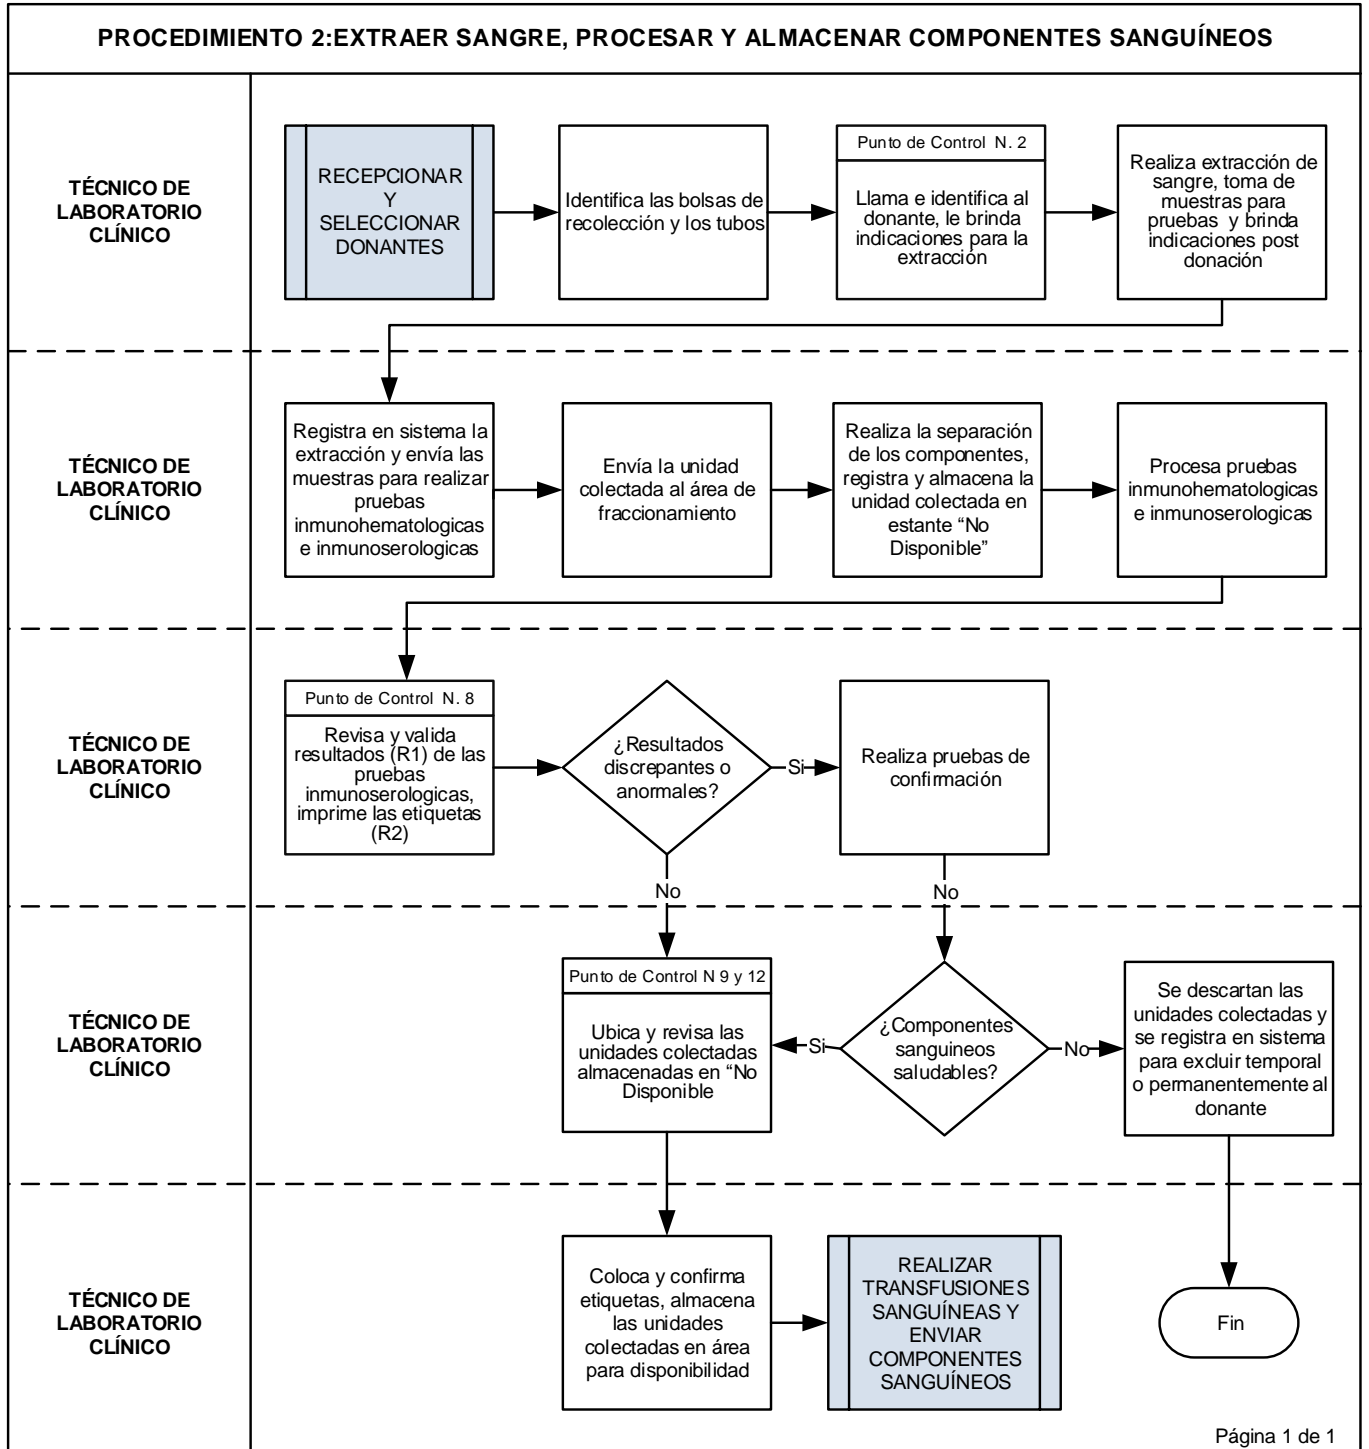 PROCEDIMIENTO 2:EXTRAER SANGRE, PROCESAR Y ALMACENAR COMPONENTES SANGUÍNEOS
TÉCNICO DE
LABORATORIO
CLÍNICO
RECEPCIONAR
Y
SELECCIONAR
DONANTES
Identifica las bolsas de
recolección y los tubos
Punto de Control N. 2
Llama e identifica al
donante, le brinda
indicaciones para la
extracción
Realiza extracción de
sangre, toma de
muestras para
pruebas y brinda
indicaciones post
donación
TÉCNICO DE
LABORATORIO
CLÍNICO
Registra en sistema la
extracción y envía las
muestras para realizar
pruebas
inmunohematologicas
e inmunoserologicas
Envía la unidad
colectada al área de
fraccionamiento
Realiza la separación
de los componentes,
registra y almacena la
unidad colectada en
estante “No
Disponible”
Procesa pruebas
inmunohematologicas
e inmunoserologicas
TÉCNICO DE
LABORATORIO
CLÍNICO
Punto de Control N. 8
Revisa y valida
resultados (R1) de las
pruebas
inmunoserologicas,
imprime las etiquetas
(R2)
¿Resultados
discrepantes o
anormales?
Si
Realiza pruebas de
confirmación
No
No
TÉCNICO DE
LABORATORIO
CLÍNICO
Punto de Control N 9 y 12
Ubica y revisa las
unidades colectadas
almacenadas en “No
Disponible
Si
¿Componentes
sanguineos
saludables?
No
Se descartan las
unidades colectadas y
se registra en sistema
para excluir temporal
o permanentemente al
donante
TÉCNICO DE
LABORATORIO
CLÍNICO
Coloca y confirma
etiquetas, almacena
las unidades
colectadas en área
para disponibilidad
REALIZAR
TRANSFUSIONES
SANGUÍNEAS Y
ENVIAR
COMPONENTES
SANGUÍNEOS
Fin
Página 1 de 1